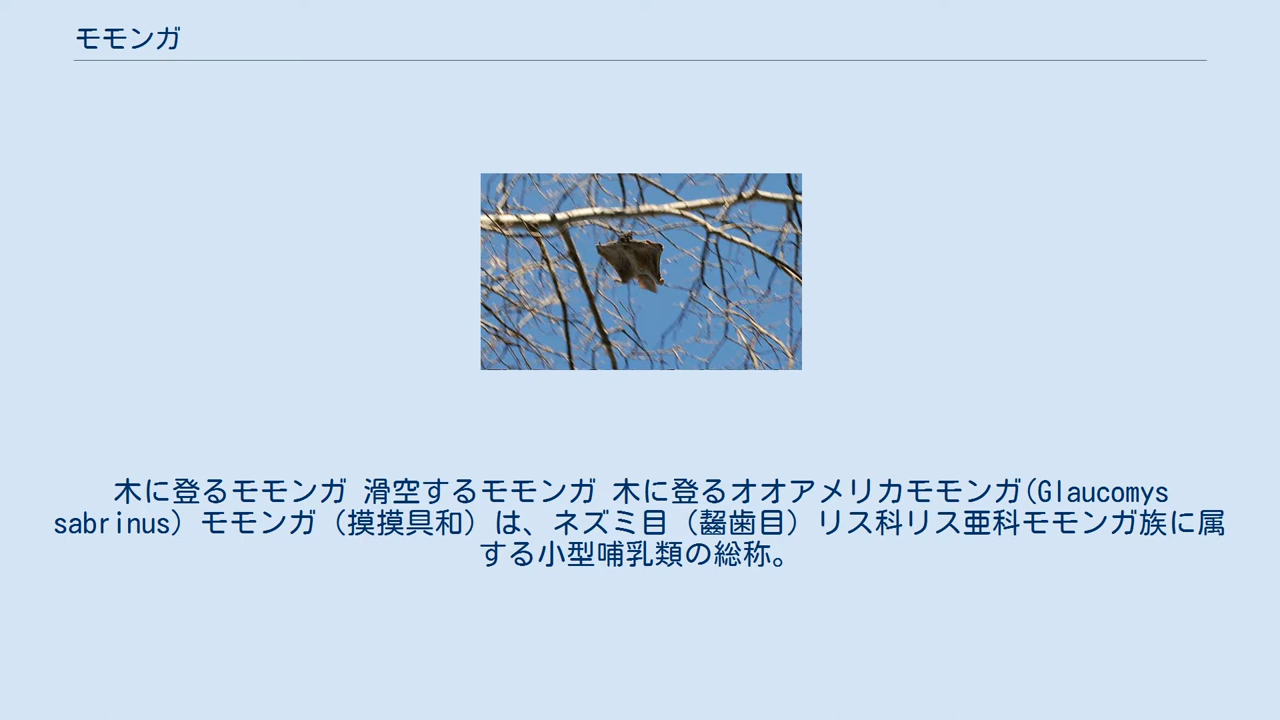 モモンガ
木に登るモモンガ 滑空するモモンガ 木に登るオオアメリカモモンガ(Glaucomys
sabrinus) モモンガ（摸摸具和）は、ネズミ目（齧歯目）リス科リス亜科モモンガ族に属
する小型哺乳類の総称。